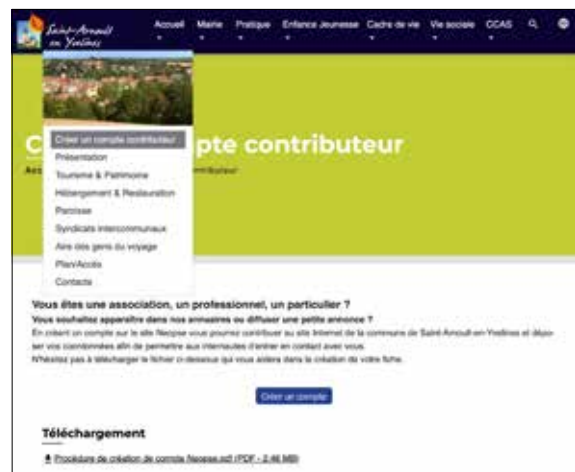 Saint-Arnoult
en Yvelines
Accueil Mairie Pratique Enfance Jeunesse Cadre de vie Vie sociale CCAS
C pte contributeur
Acc ntributeur
Créer un compte contributeur
Présentation
Tourisme & Patrimoine
Hébergement & Restauration
Paroisse
Syndicats intercommunaux
Aire des gens du voyage
Plan/Accès
Contacts
Vous êtes une association, un professionnel, un particulier ?
Vous souhaitez apparaître dans nos annuaires ou diffuser une petite annonce ?
En créant un compte sur le site Neopse vous pourrez contribuer au site Internet de la commune de Saint-Arnoult-en-Yvelines et dépo-
ser vos coordonnées afin de permettre aux internautes d'entrer en contact avec vous.
N'hésitez pas à télécharger le fichier ci-dessous qui vous aidera dans la création de votre fiche.
Créer un compte
Téléchargement
Procédure de création de compte Neopse.pdf (PDF - 2.46 MB)